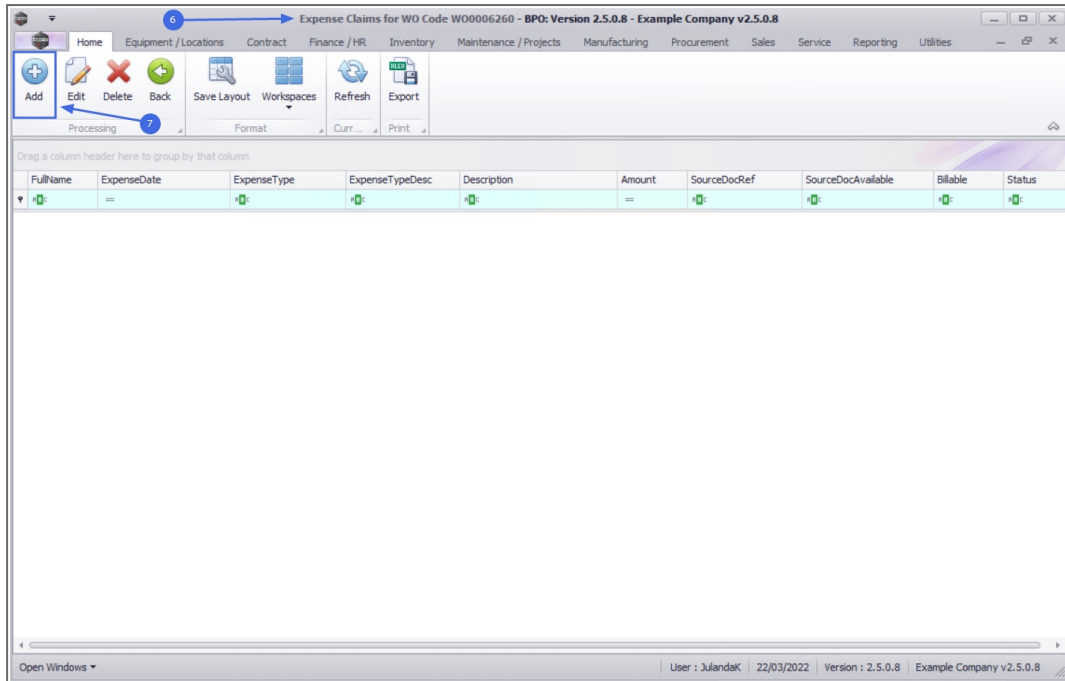 6
Expense Claims for WO Code WO0006260 - BPO: Version 2.5.0.8 - Example Company v2.5.0.8
Home Equipment / Locations Contract Finance / HR Inventory Maintenance / Projects Manufacturing Procurement Sales Service Reporting Utilities
Add Edit Delete Back Save Layout Workspaces Refresh Export
7
Processing Format Curr... Print
Drag a column header here to group by that column
FullName ExpenseDate ExpenseType ExpenseTypeDesc Description Amount SourceDocRef SourceDocAvailable Billable Status
Open Windows User : JulandaK 22/03/2022 Version : 2.5.0.8 Example Company v2.5.0.8